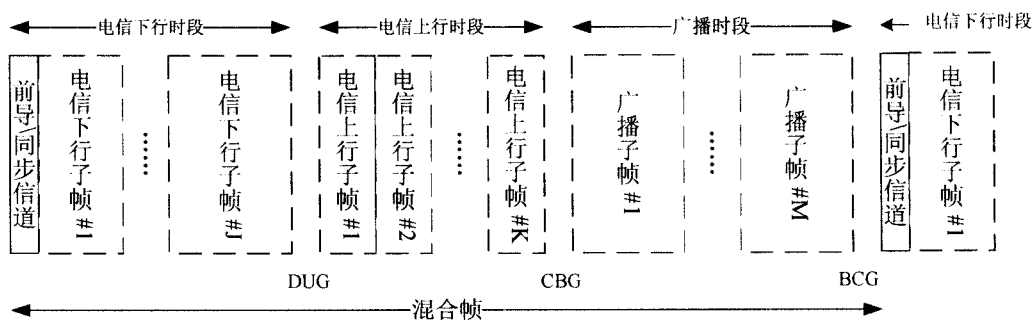 电信下行时段
电信上行时段
广播时段
电信下行时段
前导/同步信道
电信下行子帧#1
……
电信下行子帧#J
电信上行子帧#1
电信上行子帧#2
……
电信上行子帧#K
广播子帧#1
……
广播子帧#M
前导/同步信道
电信下行子帧#1
DUG
CBG
BCG
混合帧